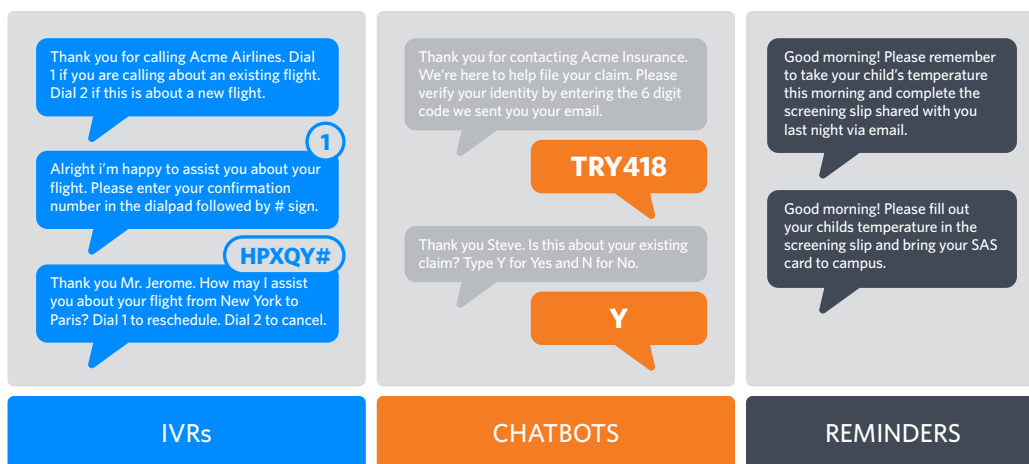 Thank you for calling Acme Airlines. Dial
1 if you are calling about an existing flight.
Dial 2 if this is about a new flight.
1
Alright i'm happy to assist you about your
flight. Please enter your confirmation
number in the dialpad followed by # sign.
HPXQY#
Thank you Mr. Jerome. How may I assist
you about your flight from New York to
Paris? Dial 1 to reschedule. Dial 2 to cancel.
IVRs
Thank you for contacting Acme Insurance.
We're here to help file your claim. Please
verify your identity by entering the 6 digit
code we sent you your email.
TRY418
Thank you Steve. Is this about your existing
claim? Type Y for Yes and N for No.
Y
CHATBOTS
Good morning! Please remember
to take your child's temperature
this morning and complete the
screening slip shared with you
last night via email.
Good morning! Please fill out
your childs temperature in the
screening slip and bring your SAS
card to campus.
REMINDERS